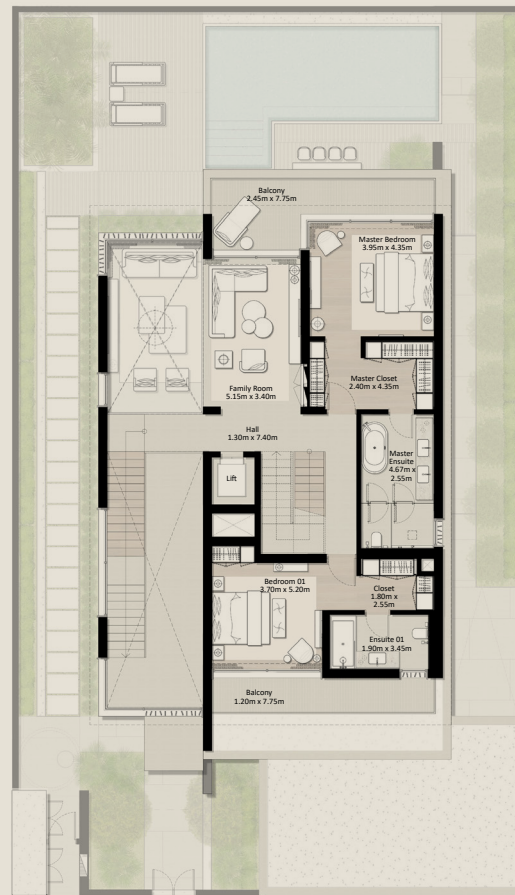 Balcony
2.45m x 7.75m
Master Bedroom
3.95m x 4.35m
Master Closet
2.40m x 4.35m
Family Room
5.15m x 3.40m
Hall
1.30m x 7.40m
Master
Ensuite
4.67m x
2.55m
Lift
Bedroom 01
3.70m x 5.20m
Closet
1.80m x
2.55m
Ensuite 01
1.90m x 3.45m
Balcony
1.20m x 7.75m